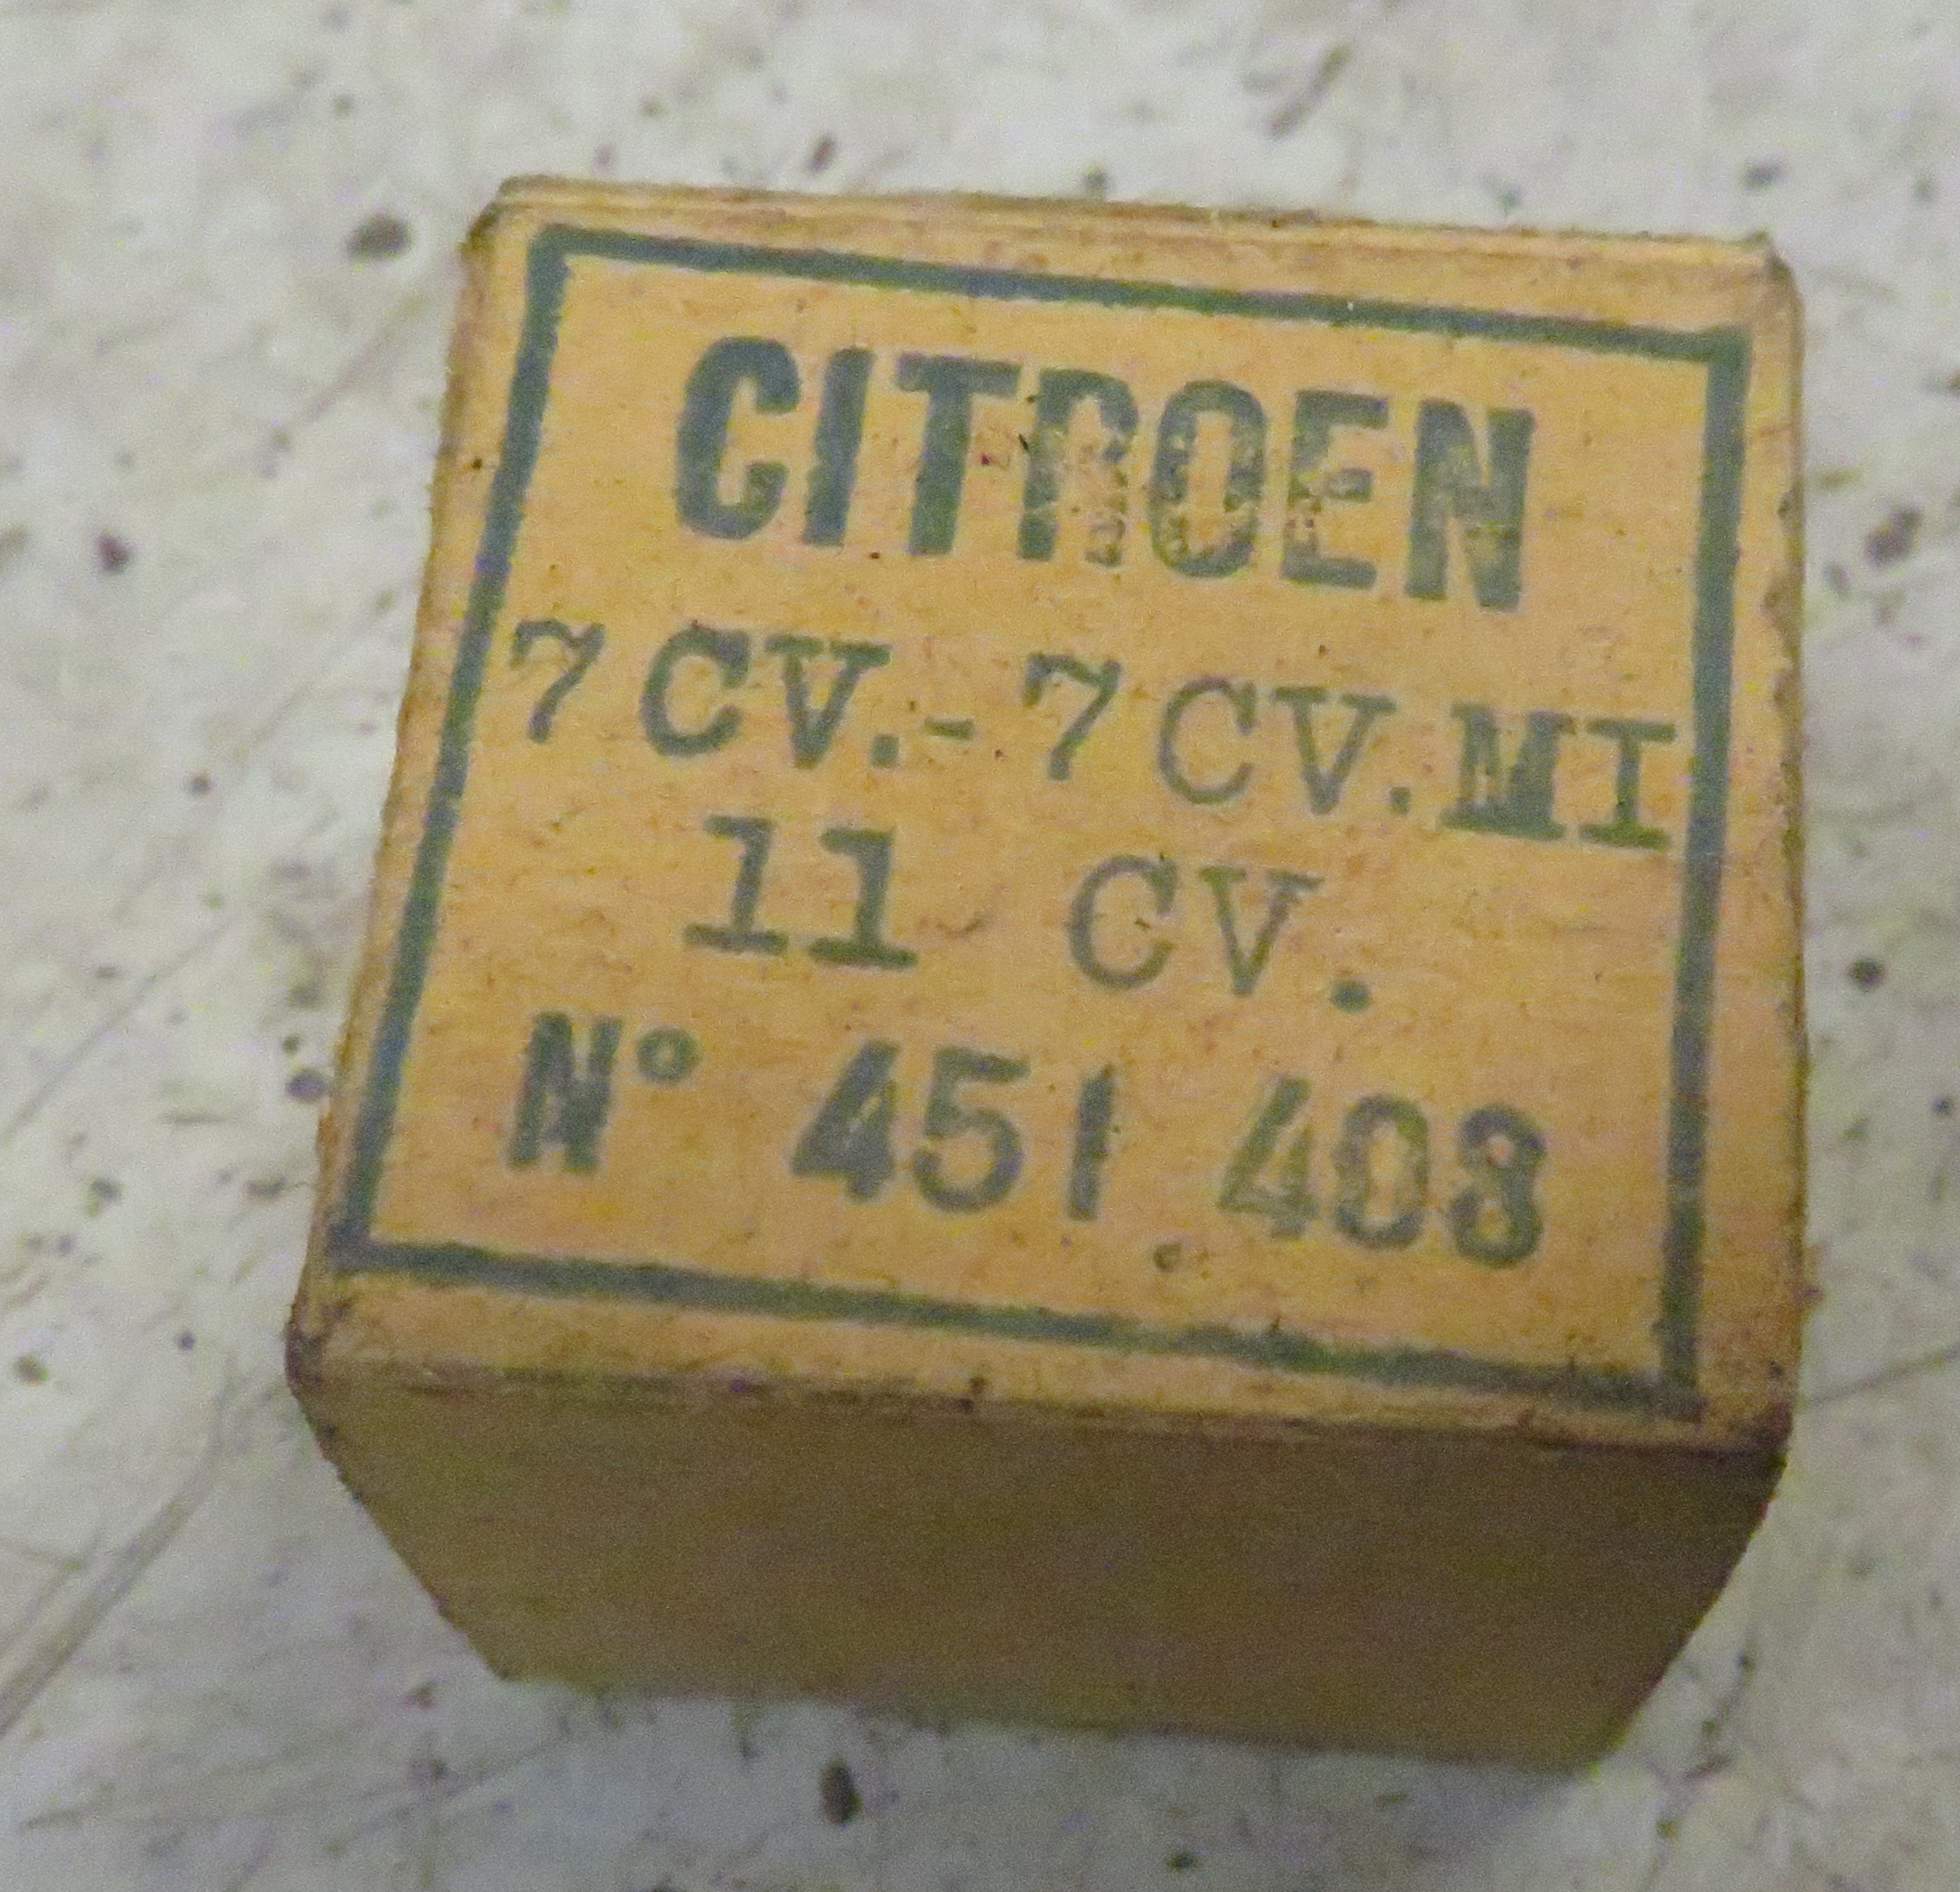 CITROEN
7 CV.- 7 CV.MI
11 CV.
N° 451.408